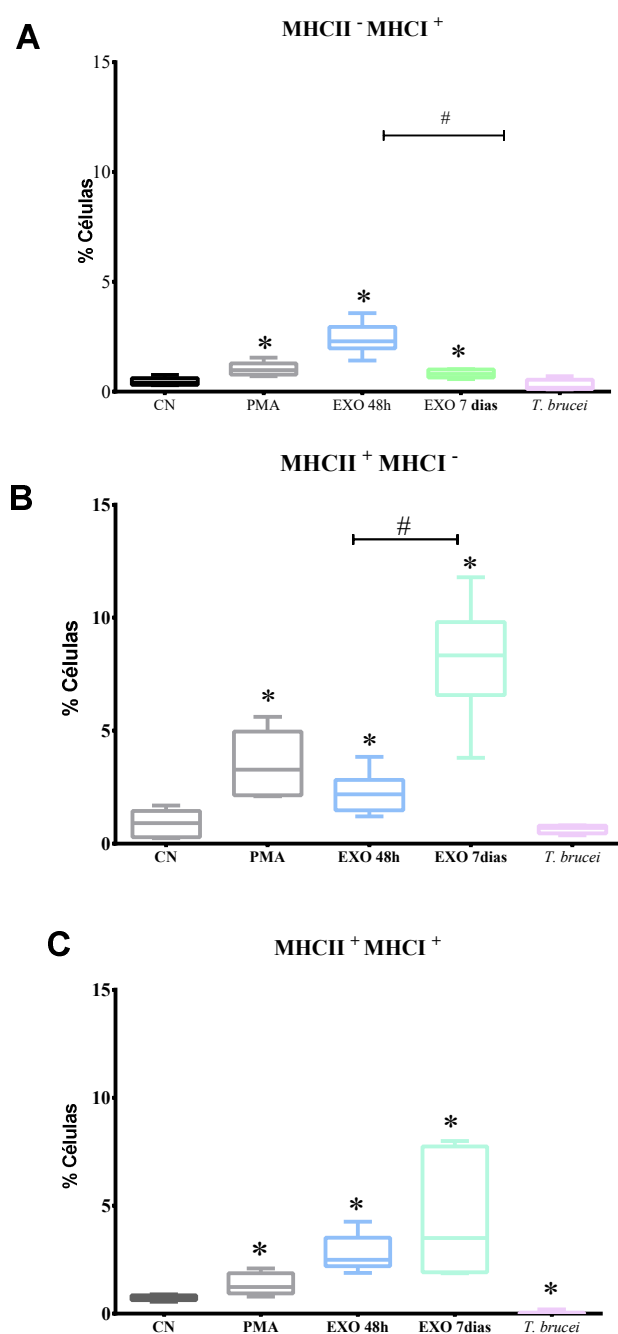 A
MHCII - MHCI +
15
#
10
% Células
5
*
*
*
0
CN PMA EXO 48h EXO 7 dias T. brucei
MHCII + MHCI -
B
15
#
*
10
% Células
*
5
*
0
CN PMA EXO 48h EXO 7dias T. brucei
C
MHCII + MHCI +
15
10
*
% Células
*
5
*
*
0
CN PMA EXO 48h EXO 7dias T. brucei